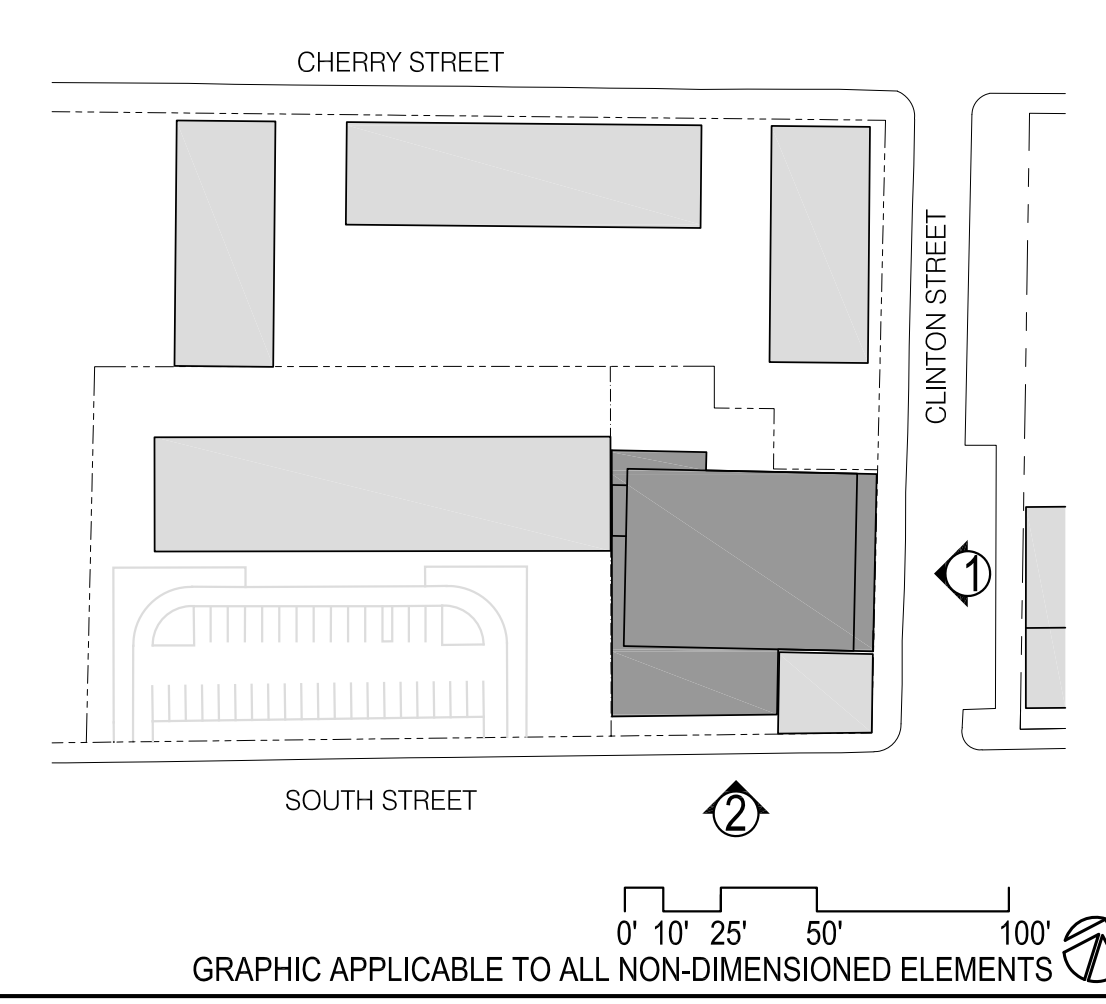 CHERRY STREET
CLINTON STREET
1
SOUTH STREET
2
0' 10' 25' 50' 100'
GRAPHIC APPLICABLE TO ALL NON-DIMENSIONED ELEMENTS